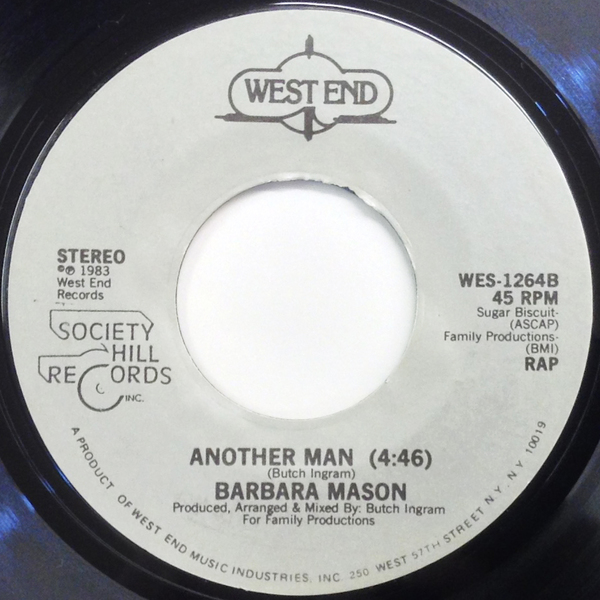 WEST END
STEREO
©℗ 1983
West End
Records
SOCIETY
HILL
RECORDS
INC.
WES-1264B
45 RPM
Sugar Biscuit-
(ASCAP)
Family Productions-
(BMI)
RAP
ANOTHER MAN (4:46)
(Butch Ingram)
BARBARA MASON
Produced, Arranged & Mixed By: Butch Ingram
For Family Productions
A PRODUCT OF WEST END MUSIC INDUSTRIES, INC. 250 WEST 57TH STREET N.Y., N.Y. 10019